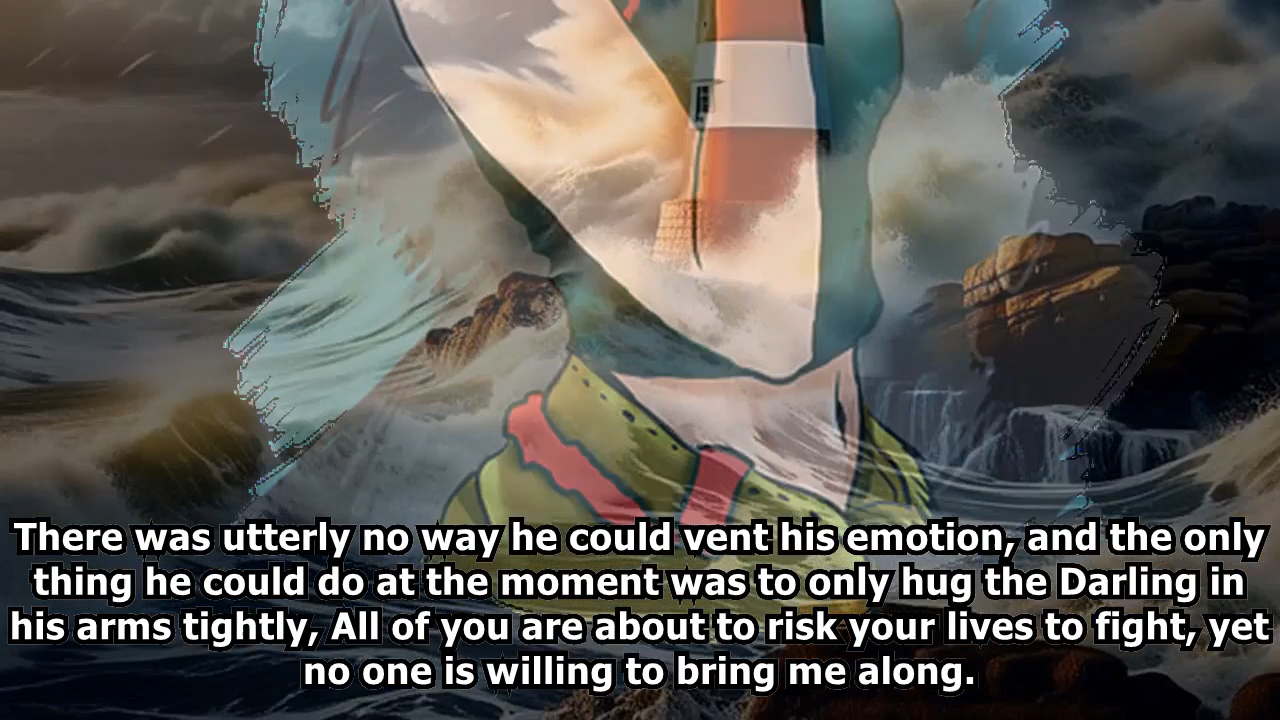 There was utterly no way he could vent his emotion, and the only
thing he could do at the moment was to only hug the Darling in
his arms tightly, All of you are about to risk your lives to fight, yet
no one is willing to bring me along.